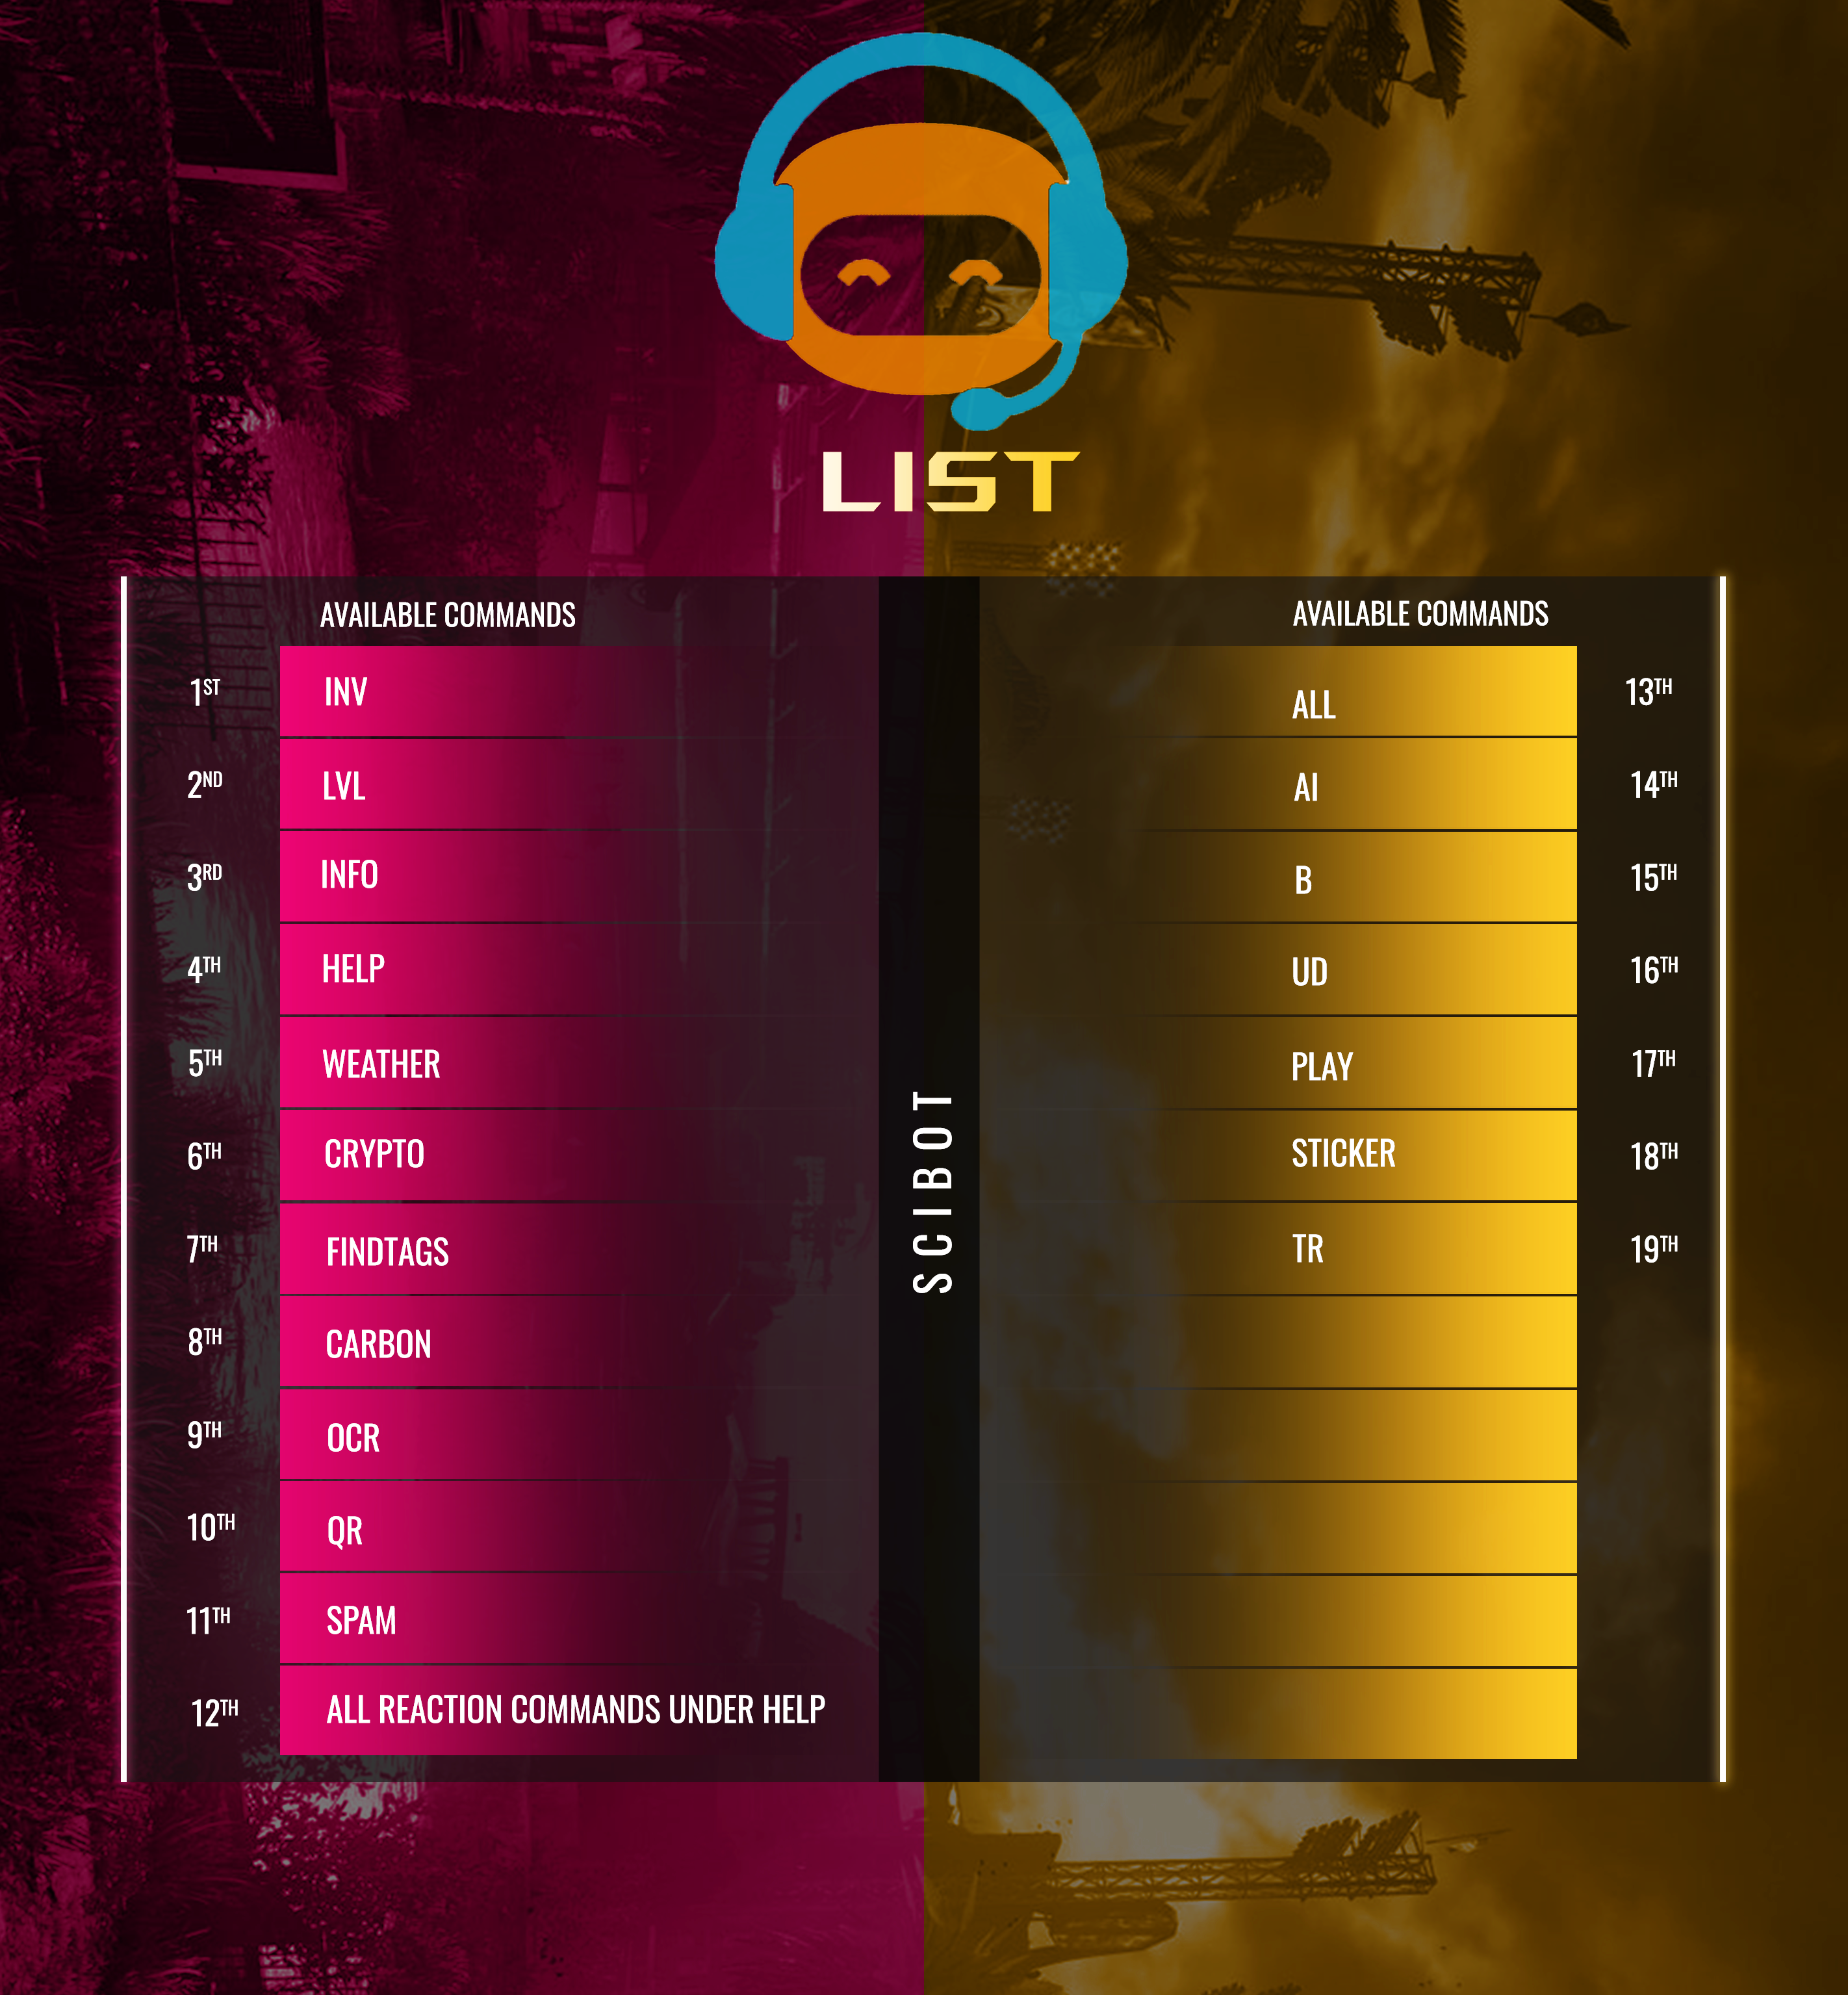 LIST
AVAILABLE COMMANDS
1ST INV
2ND LVL
3RD INFO
4TH HELP
5TH WEATHER
6TH CRYPTO
7TH FINDTAGS
8TH CARBON
9TH OCR
10TH QR
11TH SPAM
12TH ALL REACTION COMMANDS UNDER HELP
SCIBOT
AVAILABLE COMMANDS
ALL 13TH
AI 14TH
B 15TH
UD 16TH
PLAY 17TH
STICKER 18TH
TR 19TH